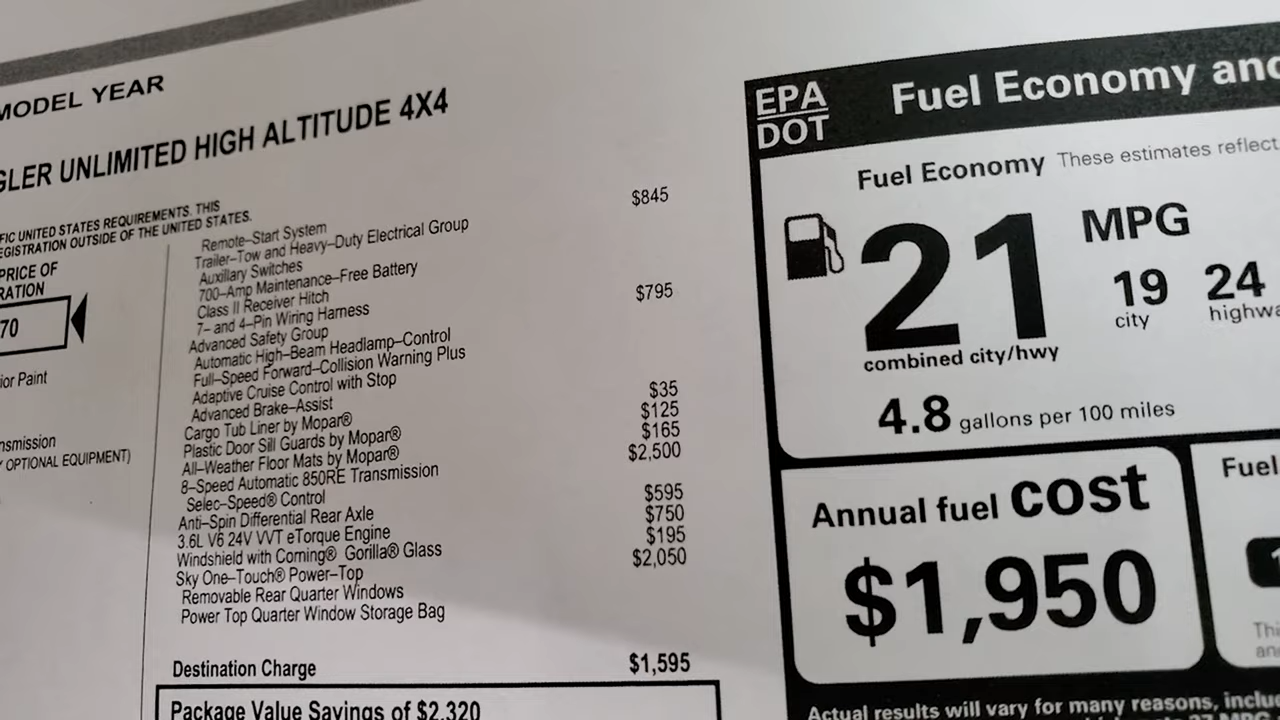 MODEL YEAR
GLER UNLIMITED HIGH ALTITUDE 4X4
FIC UNITED STATES REQUIREMENTS. THIS
EGISTRATION OUTSIDE OF THE UNITED STATES.
PRICE OF
RATION
70
ior Paint
nsmission
OPTIONAL EQUIPMENT)
Remote–Start System
Trailer–Tow and Heavy–Duty Electrical Group $845
Auxiliary Switches
700–Amp Maintenance–Free Battery
Class II Receiver Hitch
7– and 4–Pin Wiring Harness
Advanced Safety Group $795
Automatic High–Beam Headlamp–Control
Full–Speed Forward–Collision Warning Plus
Adaptive Cruise Control with Stop
Advanced Brake–Assist
Cargo Tub Liner by Mopar® $35
Plastic Door Sill Guards by Mopar® $125
All–Weather Floor Mats by Mopar® $165
8–Speed Automatic 850RE Transmission $2,500
Selec–Speed® Control
Anti–Spin Differential Rear Axle $595
3.6L V6 24V VVT eTorque Engine $750
Windshield with Corning® Gorilla® Glass $195
Sky One–Touch® Power–Top $2,050
Removable Rear Quarter Windows
Power Top Quarter Window Storage Bag
Destination Charge $1,595
Package Value Savings of $2,320
EPA
DOT
Fuel Economy and
Fuel Economy These estimates reflect
21 MPG
19 24
city highwa
combined city/hwy
4.8 gallons per 100 miles
Annual fuel cost
$1,950
Fuel
1
Thi
and
Actual results will vary for many reasons, inclu